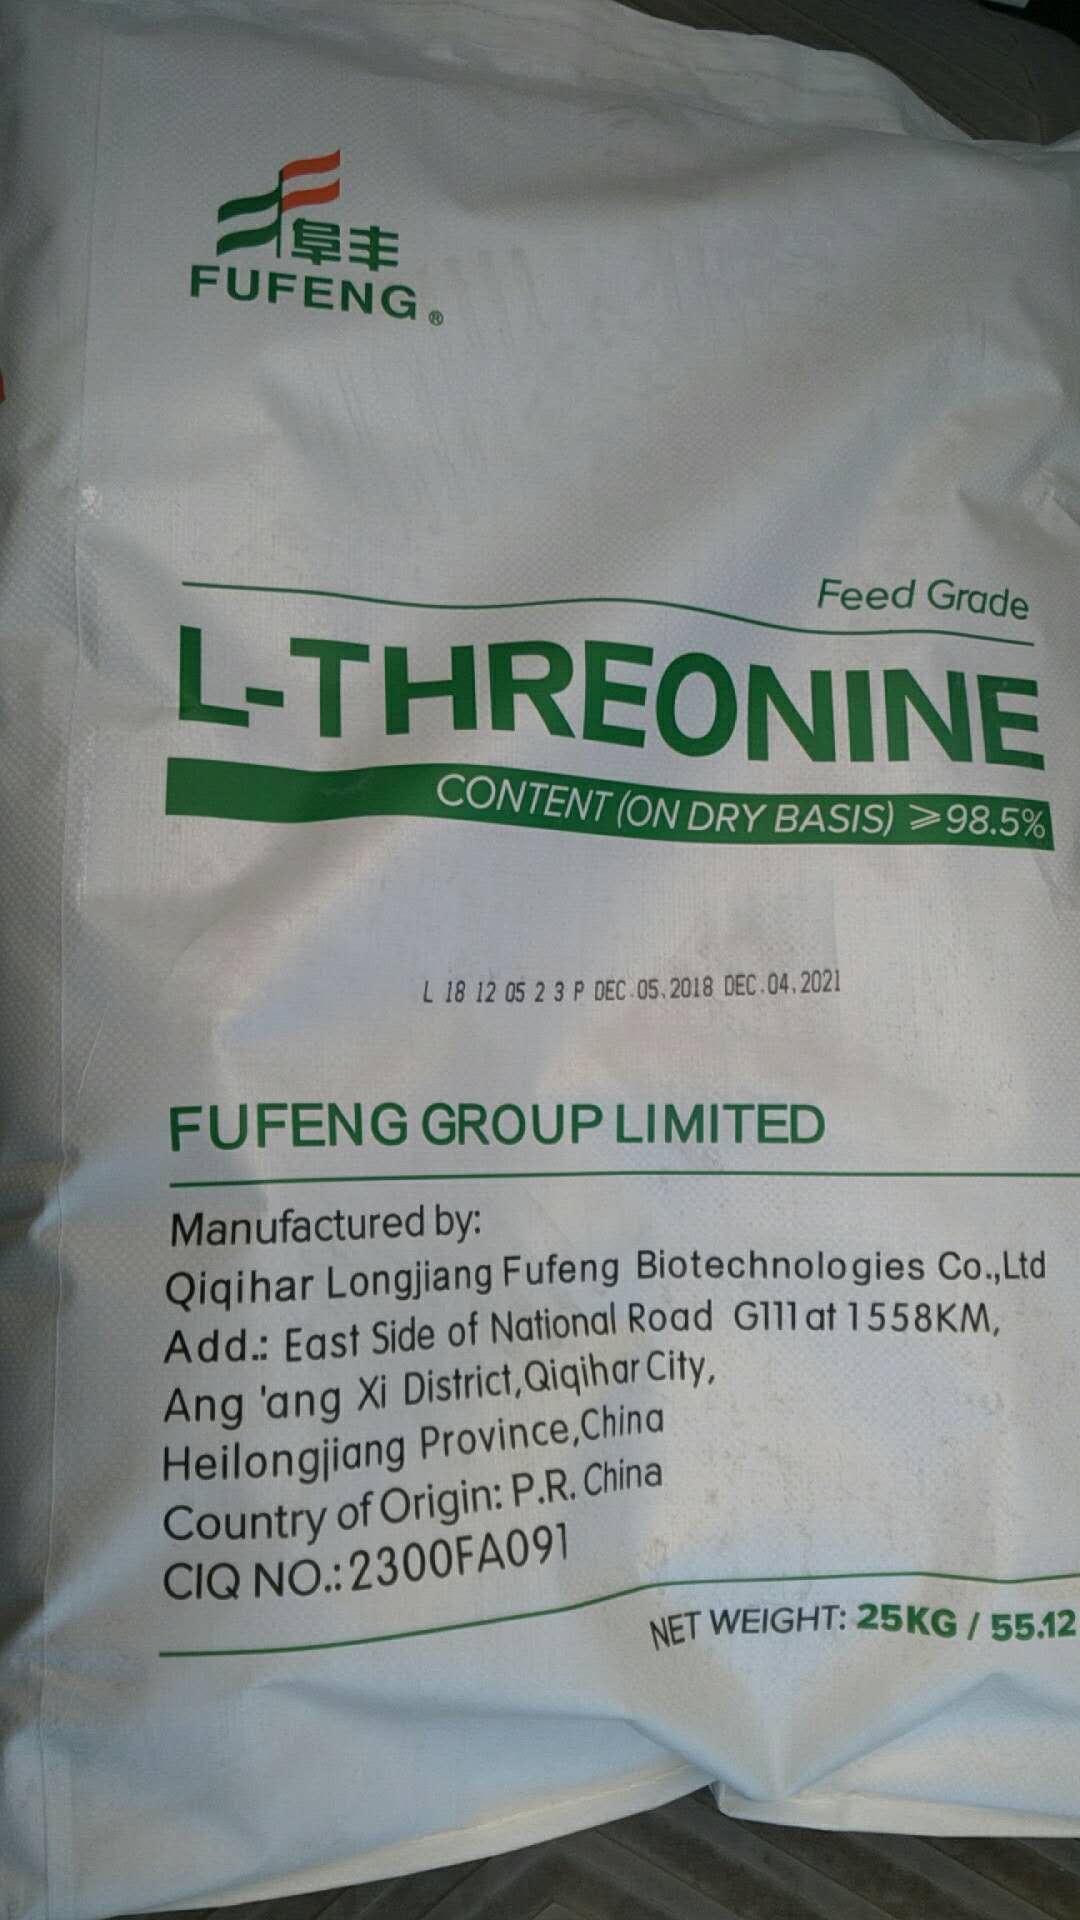 阜丰
FUFENG®
Feed Grade
L-THREONINE
CONTENT (ON DRY BASIS) ⩾98.5%
L 18 12 05 2 3 P DEC.05.2018 DEC.04.2021
FUFENG GROUP LIMITED
Manufactured by:
Qiqihar Longjiang Fufeng Biotechnologies Co.,Ltd
Add.: East Side of National Road G111 at 1558KM,
Ang 'ang Xi District,Qiqihar City,
Heilongjiang Province,China
Country of Origin: P.R. China
CIQ NO.:2300FA091
NET WEIGHT: 25KG / 55.12